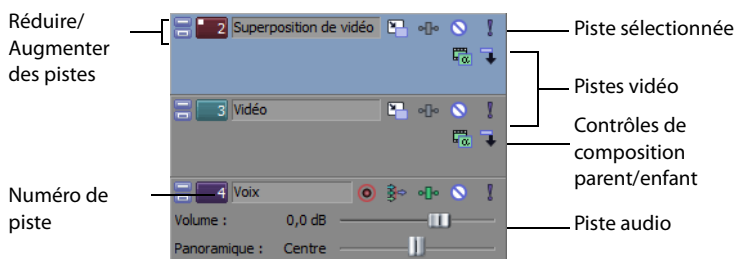 Réduire/
Augmenter
des pistes
2 Superposition de vidéo
Piste sélectionnée
Pistes vidéo
3 Vidéo
Contrôles de
composition
parent/enfant
Numéro de
piste
4 Voix
Volume : 0,0 dB
Piste audio
Panoramique : Centre